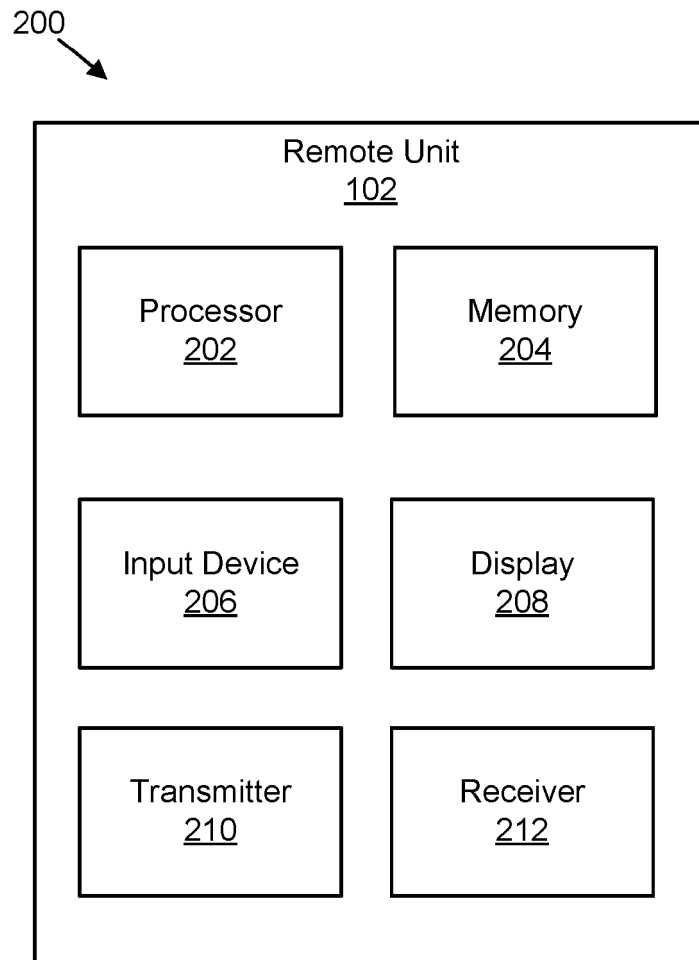 200
Remote Unit
102
Processor
202
Memory
204
Input Device
206
Display
208
Transmitter
210
Receiver
212